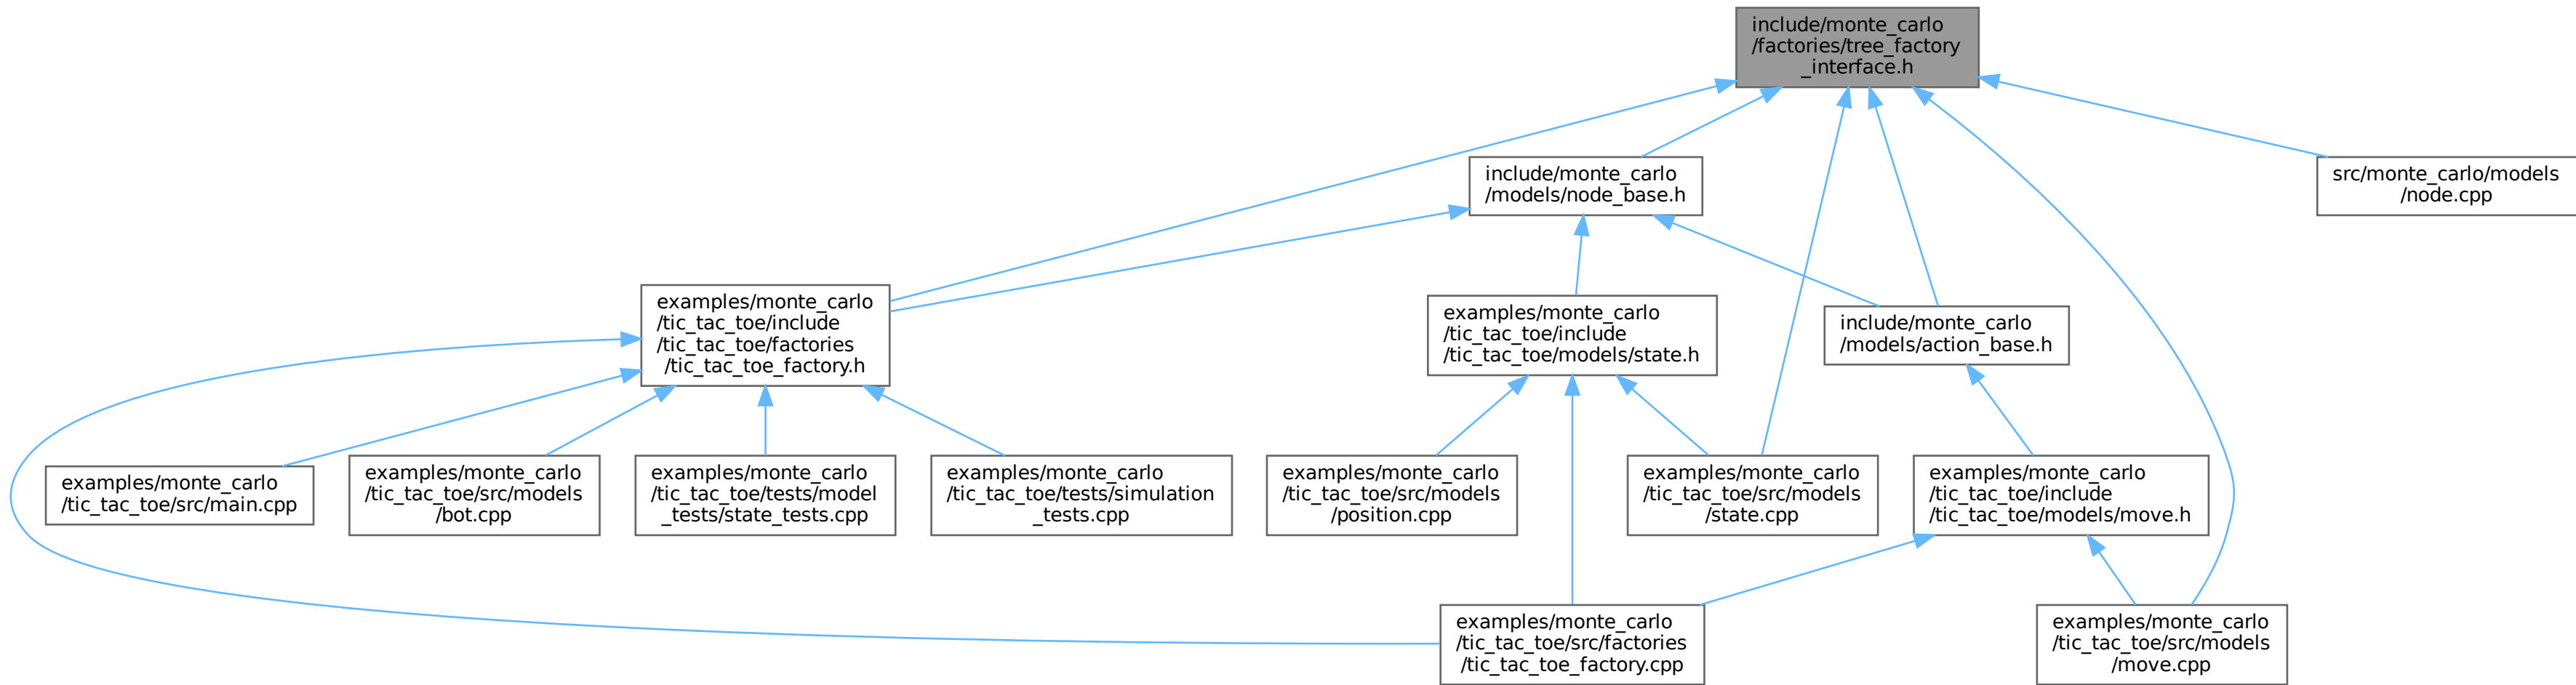 include/monte_carlo
/factories/tree_factory
_interface.h
include/monte_carlo
/models/node_base.h
src/monte_carlo/models
/node.cpp
examples/monte_carlo
/tic_tac_toe/include
/tic_tac_toe/factories
/tic_tac_toe_factory.h
examples/monte_carlo
/tic_tac_toe/include
/tic_tac_toe/models/state.h
include/monte_carlo
/models/action_base.h
examples/monte_carlo
/tic_tac_toe/src/main.cpp
examples/monte_carlo
/tic_tac_toe/src/models
/bot.cpp
examples/monte_carlo
/tic_tac_toe/tests/model
_tests/state_tests.cpp
examples/monte_carlo
/tic_tac_toe/tests/simulation
_tests.cpp
examples/monte_carlo
/tic_tac_toe/src/models
/position.cpp
examples/monte_carlo
/tic_tac_toe/src/models
/state.cpp
examples/monte_carlo
/tic_tac_toe/include
/tic_tac_toe/models/move.h
examples/monte_carlo
/tic_tac_toe/src/factories
/tic_tac_toe_factory.cpp
examples/monte_carlo
/tic_tac_toe/src/models
/move.cpp